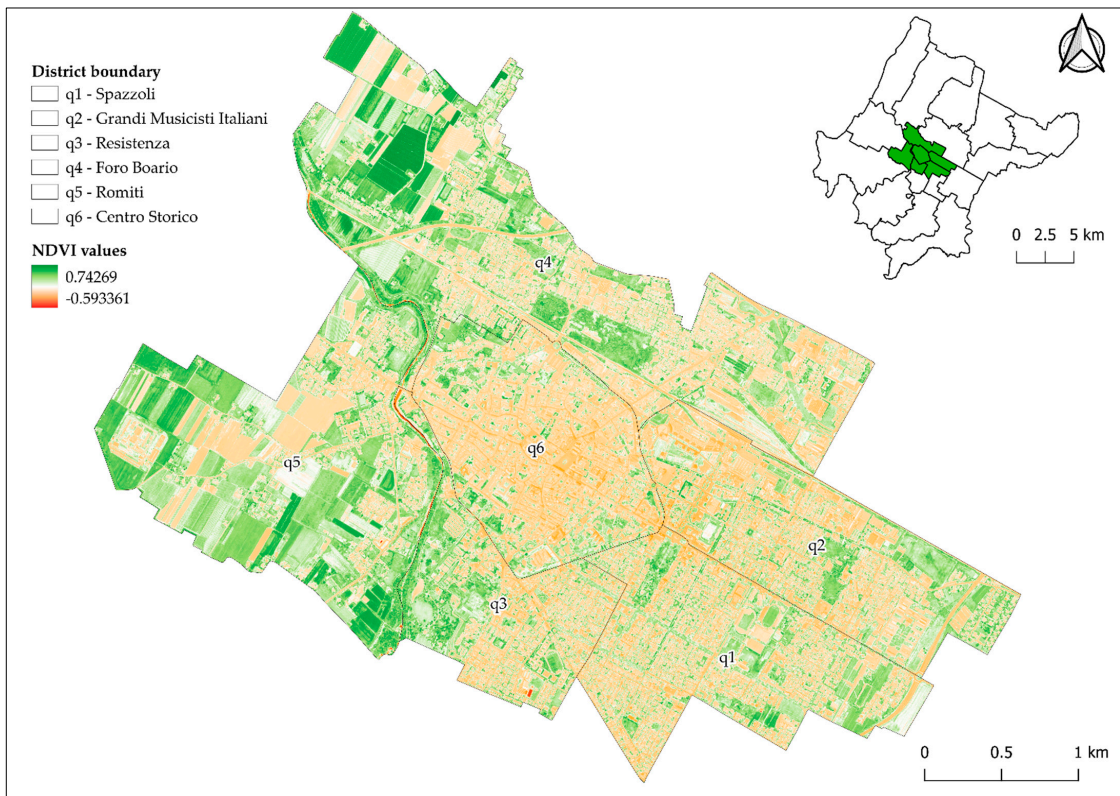 District boundary
q1 - Spazzoli
q2 - Grandi Musicisti Italiani
q3 - Resistenza
q4 - Foro Boario
q5 - Romiti
q6 - Centro Storico
NDVI values
0.74269
-0.593361
0 2.5 5 km
q4
q6
q5
q2
q3
q1
0 0.5 1 km